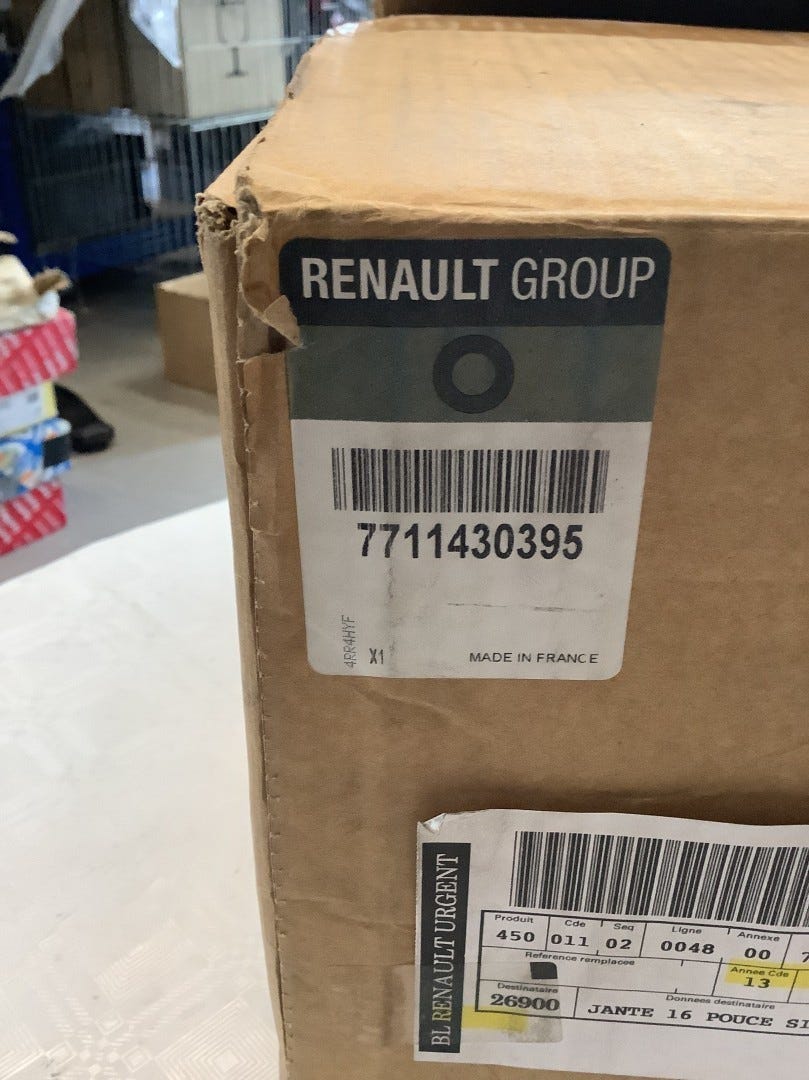 RENAULT GROUP
7711430395
4RR4HYF
X1
MADE IN FRANCE
BL RENAULT URGENT
Produit Cde Seq Ligne Annexe
450 011 02 0048 00
Reference remplacee
Annee Cde
13
Destinataire Donnees destinataire
26900 JANTE 16 POUCE